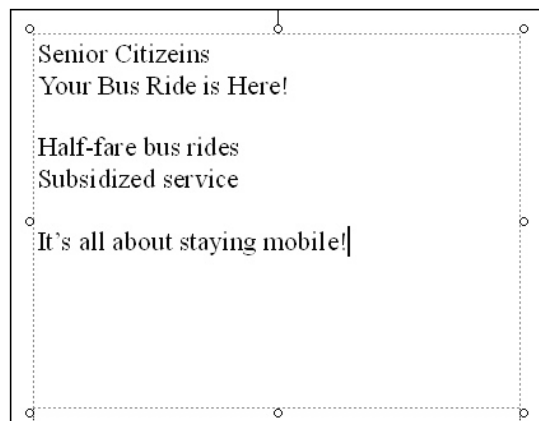 Senior Citizeins
Your Bus Ride is Here!
Half-fare bus rides
Subsidized service
It's all about staying mobile!